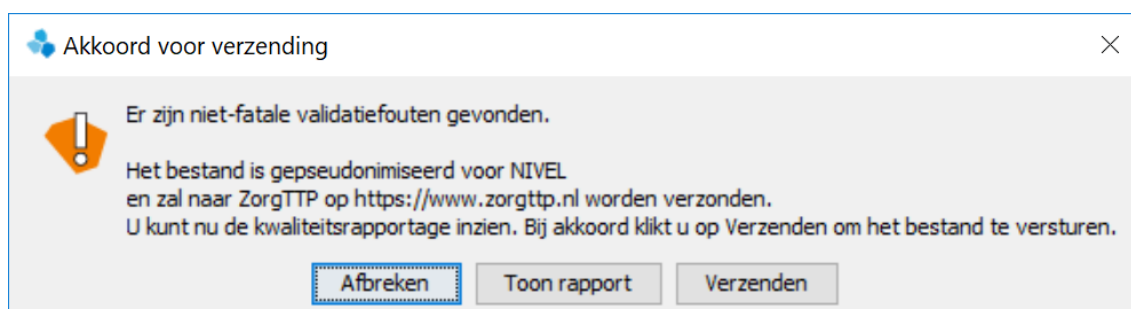 Akkoord voor verzending
Er zijn niet-fatale validatiefouten gevonden.
Het bestand is gepseudonimiseerd voor NIVEL
en zal naar ZorgTTP op https://www.zorgttp.nl worden verzonden.
U kunt nu de kwaliteitsrapportage inzien. Bij akkoord klikt u op Verzenden om het bestand te versturen.
Afbreken Toon rapport Verzenden